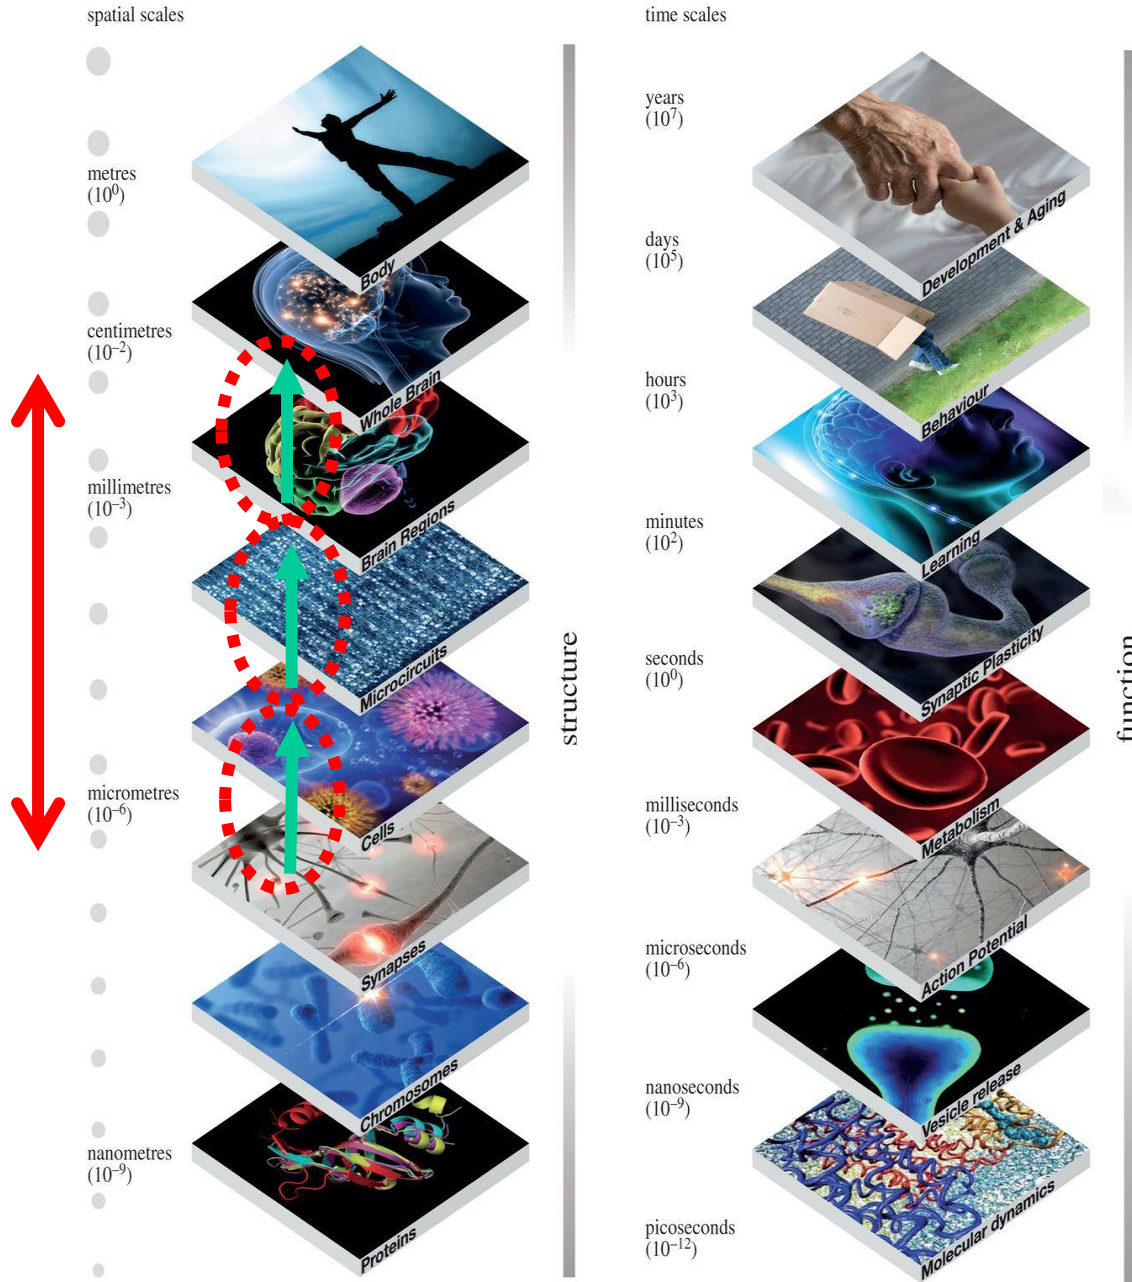 spatial scales
metres
(10⁰)
centimetres
(10⁻²)
millimetres
(10⁻³)
micrometres
(10⁻⁶)
nanometres
(10⁻⁹)
Body
Whole Brain
Brain Regions
Microcircuits
Cells
Synapses
Chromosomes
Proteins
structure
time scales
years
(10⁷)
days
(10⁵)
hours
(10³)
minutes
(10²)
seconds
(10⁰)
milliseconds
(10⁻³)
microseconds
(10⁻⁶)
nanoseconds
(10⁻⁹)
picoseconds
(10⁻¹²)
Development & Aging
Behaviour
Learning
Synaptic Plasticity
Metabolism
Action Potential
Vesicle release
Molecular dynamics
function